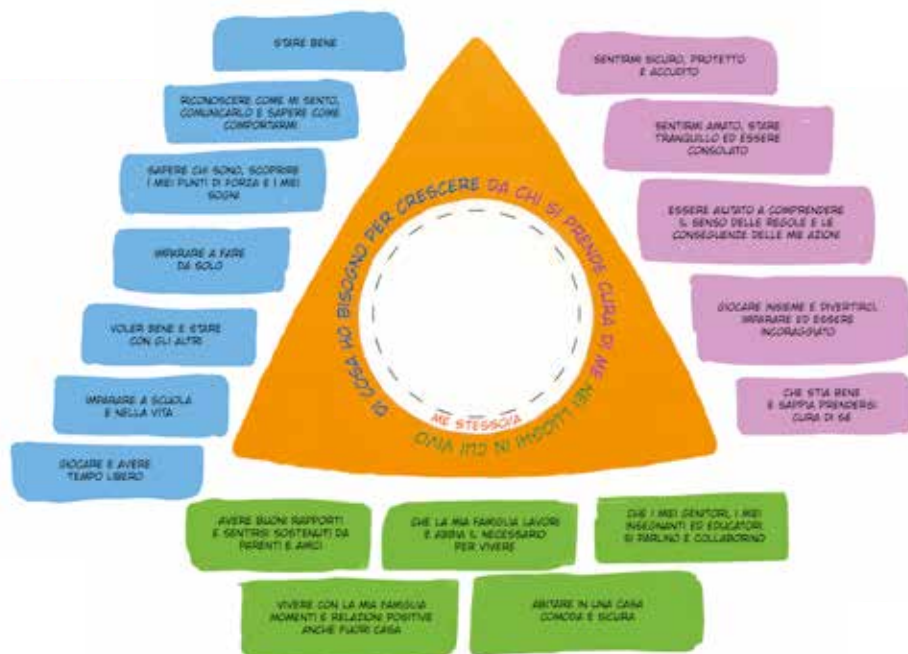 STARE BENE
RICONOSCERE COME MI SENTO,
COMUNICARLO E SAPERE COME
COMPORTARMI
SAPERE CHI SONO, SCOPRIRE
I MIEI PUNTI DI FORZA E I MIEI
SOGNI
IMPARARE A FARE
DA SOLO
VOLER BENE E STARE
CON GLI ALTRI
IMPARARE A SCUOLA
E NELLA VITA
GIOCARE E AVERE
TEMPO LIBERO
DI COSA HO BISOGNO PER CRESCERE
DA CHI SI PRENDE CURA DI ME
NEI LUOGHI IN CUI VIVO
ME STESSO/A
SENTIRMI SICURO, PROTETTO
E ACCUDITO
SENTIRMI AMATO, STARE
TRANQUILLO ED ESSERE
CONSOLATO
ESSERE AIUTATO A COMPRENDERE
IL SENSO DELLE REGOLE E LE
CONSEGUENZE DELLE MIE AZIONI
GIOCARE INSIEME E DIVERTIRCI,
IMPARARE ED ESSERE
INCORAGGIATO
CHE STIA BENE
E SAPPIA PRENDERSI
CURA DI SÉ
AVERE BUONI RAPPORTI
E SENTIRSI SOSTENUTI DA
PARENTI E AMICI
CHE LA MIA FAMIGLIA LAVORI
E ABBIA IL NECESSARIO
PER VIVERE
CHE I MIEI GENITORI, I MIEI
INSEGNANTI ED EDUCATORI
SI PARLINO E COLLABORINO
VIVERE CON LA MIA FAMIGLIA
MOMENTI E RELAZIONI POSITIVE
ANCHE FUORI CASA
ABITARE IN UNA CASA
COMODA E SICURA